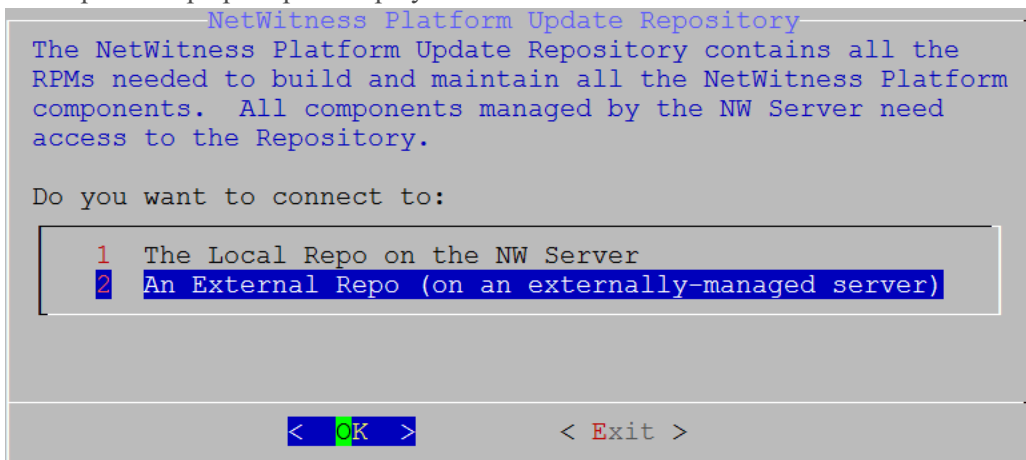 NetWitness Platform Update Repository
The NetWitness Platform Update Repository contains all the
RPMs needed to build and maintain all the NetWitness Platform
components.  All components managed by the NW Server need
access to the Repository.
Do you want to connect to:
1  The Local Repo on the NW Server
2  An External Repo (on an externally-managed server)
<  OK  >  < Exit >